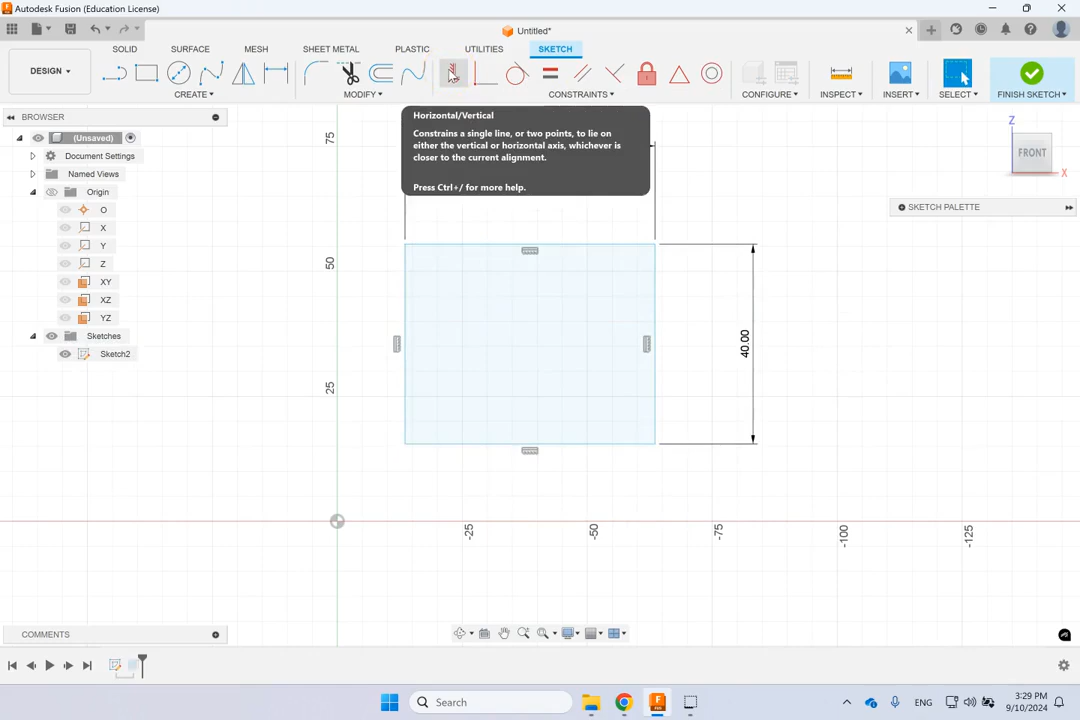 Autodesk Fusion (Education License)
Untitled*
SOLID SURFACE MESH SHEET METAL PLASTIC UTILITIES SKETCH
DESIGN
CREATE MODIFY CONSTRAINTS CONFIGURE INSPECT INSERT SELECT FINISH SKETCH
BROWSER
(Unsaved)
Document Settings
Named Views
Origin
O
X
Y
Z
XY
XZ
YZ
Sketches
Sketch2
Horizontal/Vertical
Constrains a single line, or two points, to lie on
either the vertical or horizontal axis, whichever is
closer to the current alignment.
Press Ctrl+/ for more help.
Z
FRONT
X
SKETCH PALETTE
75
50
25
40.00
-25
-50
-75
-100
-125
COMMENTS
Search
ENG
3:29 PM
9/10/2024